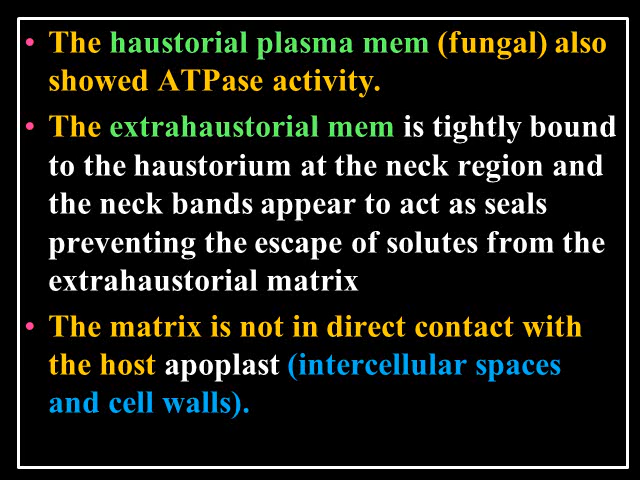 • The haustorial plasma mem (fungal) also
showed ATPase activity.
• The extrahaustorial mem is tightly bound
to the haustorium at the neck region and
the neck bands appear to act as seals
preventing the escape of solutes from the
extrahaustorial matrix
• The matrix is not in direct contact with
the host apoplast (intercellular spaces
and cell walls).